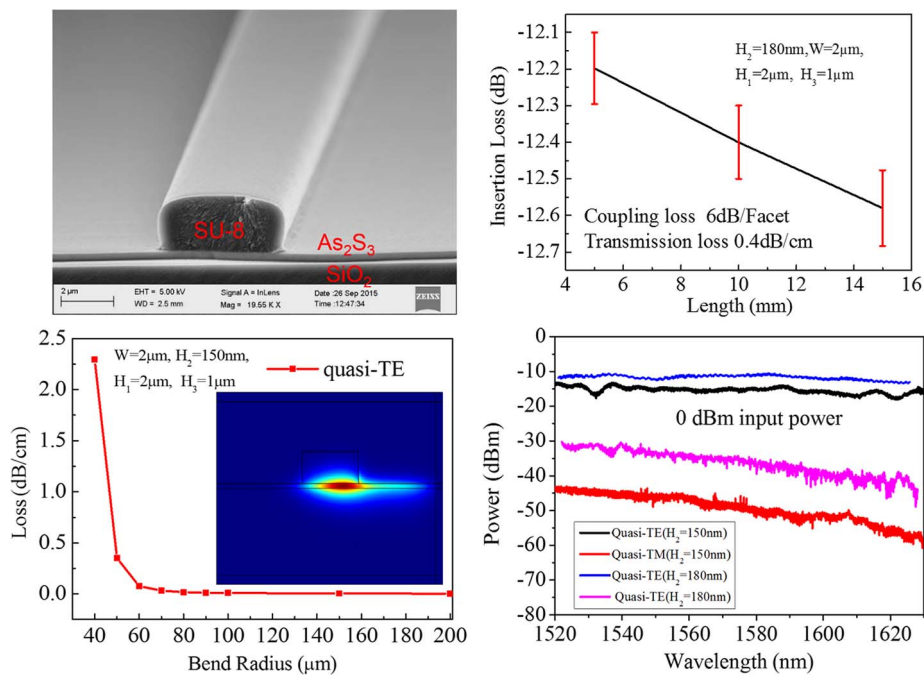 SU-8
As₂S₃
SiO₂
2 µm
EHT = 5.00 kV
WD = 2.5 mm
Signal A = InLens
Mag = 19.55 K X
Date :26 Sep 2015
Time :12:47:34
ZEISS
-12.1
-12.2
-12.3
-12.4
-12.5
-12.6
-12.7
Insertion Loss (dB)
H₂=180nm,W=2µm,
H₁=2µm, H₃=1µm
Coupling loss 6dB/Facet
Transmission loss 0.4dB/cm
4 6 8 10 12 14 16
Length (mm)
2.5
2.0
1.5
1.0
0.5
0.0
Loss (dB/cm)
W=2µm, H₂=150nm,
H₁=2µm, H₃=1µm
quasi-TE
40 60 80 100 120 140 160 180 200
Bend Radius (µm)
0
-10
-20
-30
-40
-50
-60
-70
-80
Power (dBm)
0 dBm input power
Quasi-TE(H₂=150nm)
Quasi-TM(H₂=150nm)
Quasi-TE(H₂=180nm)
Quasi-TE(H₂=180nm)
1520 1540 1560 1580 1600 1620
Wavelength (nm)